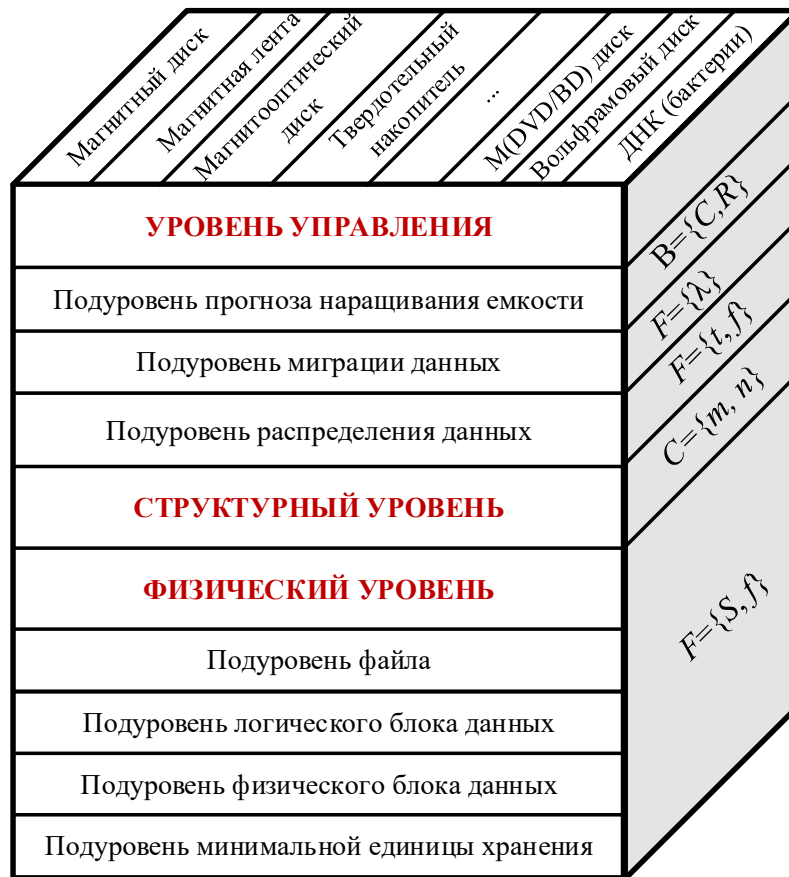 Магнитный диск
Магнитная лента
Магнитооптический
диск
Твердотельный
накопитель
...
M(DVD/BD) диск
Вольфрамовый диск
ДНК (бактерии)
УРОВЕНЬ УПРАВЛЕНИЯ
Подуровень прогноза наращивания емкости
Подуровень миграции данных
Подуровень распределения данных
СТРУКТУРНЫЙ УРОВЕНЬ
ФИЗИЧЕСКИЙ УРОВЕНЬ
Подуровень файла
Подуровень логического блока данных
Подуровень физического блока данных
Подуровень минимальной единицы хранения
B={C,R}
F={λ}
F={t, f}
C={m, n}
F={S, f}